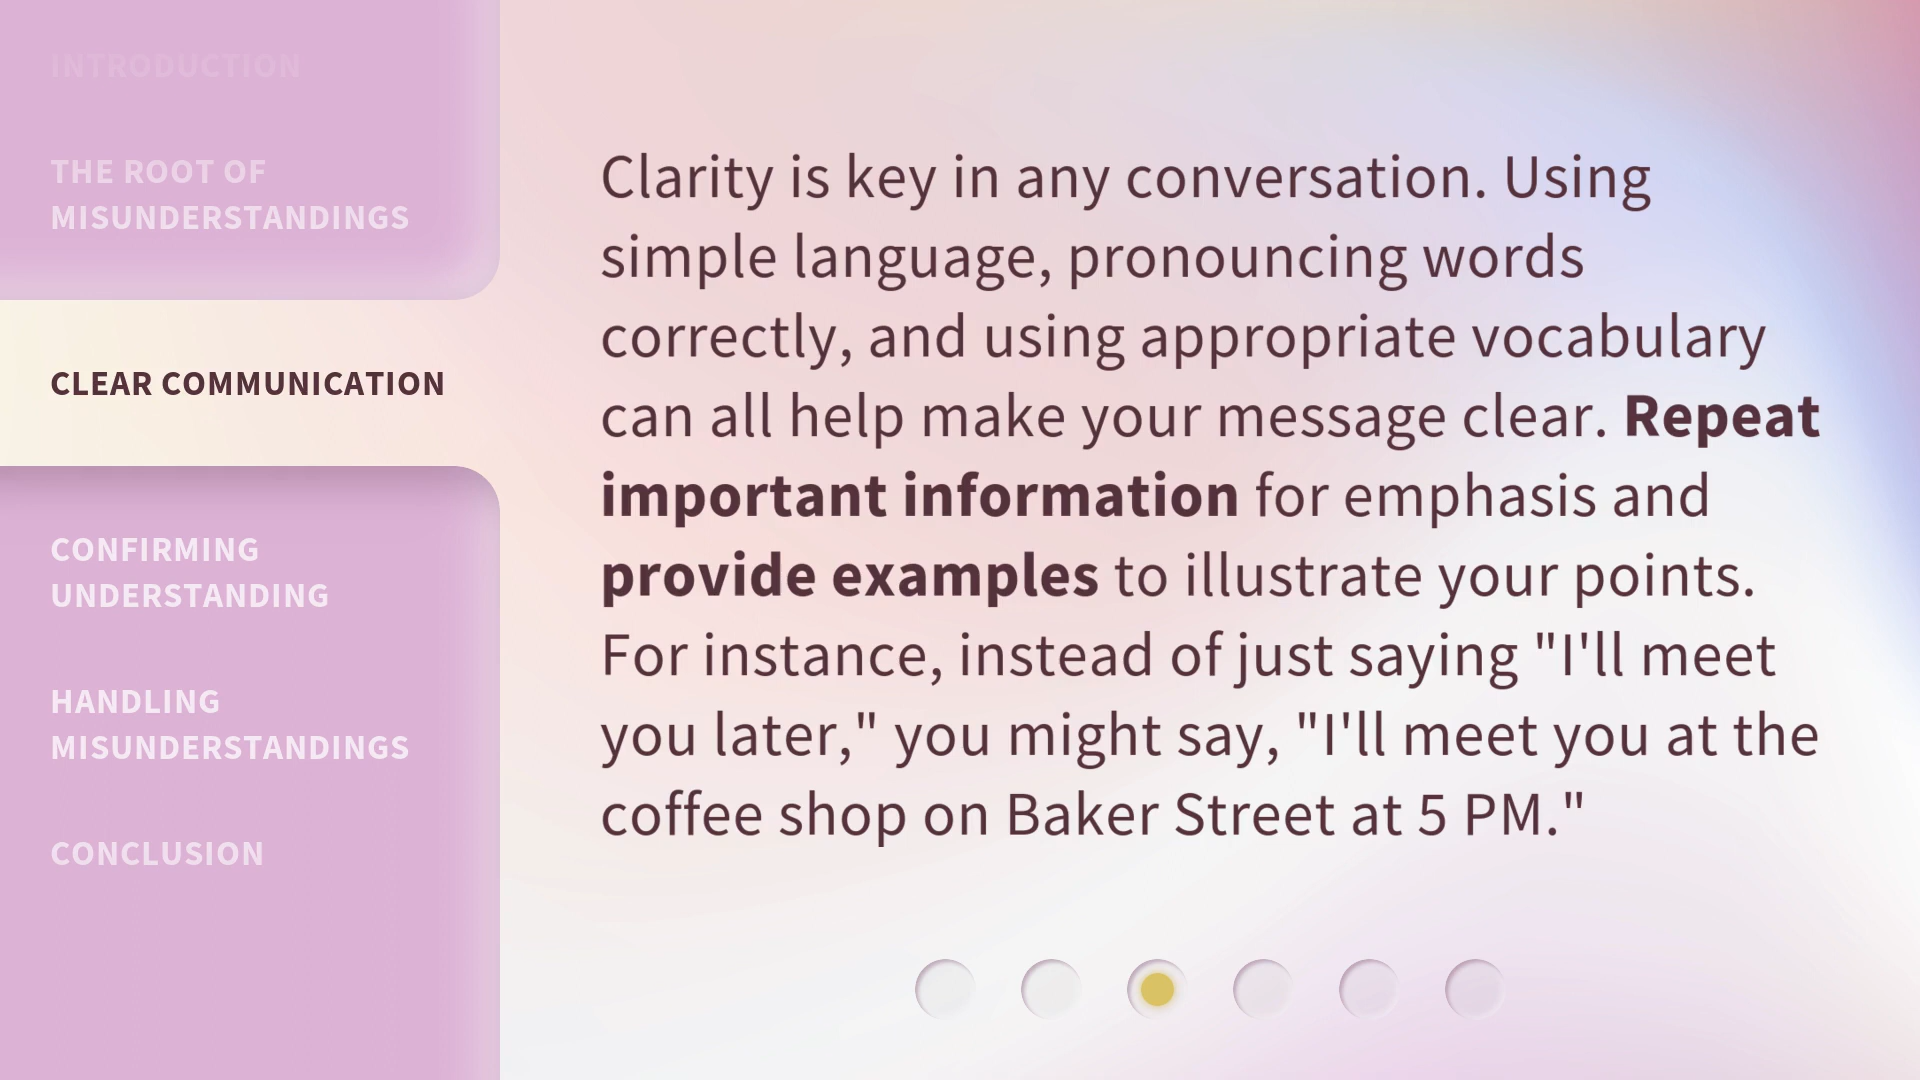 INTRODUCTION
THE ROOT OF
MISUNDERSTANDINGS
CLEAR COMMUNICATION
CONFIRMING
UNDERSTANDING
HANDLING
MISUNDERSTANDINGS
CONCLUSION
Clarity is key in any conversation. Using
simple language, pronouncing words
correctly, and using appropriate vocabulary
can all help make your message clear. Repeat
important information for emphasis and
provide examples to illustrate your points.
For instance, instead of just saying "I'll meet
you later," you might say, "I'll meet you at the
coffee shop on Baker Street at 5 PM."